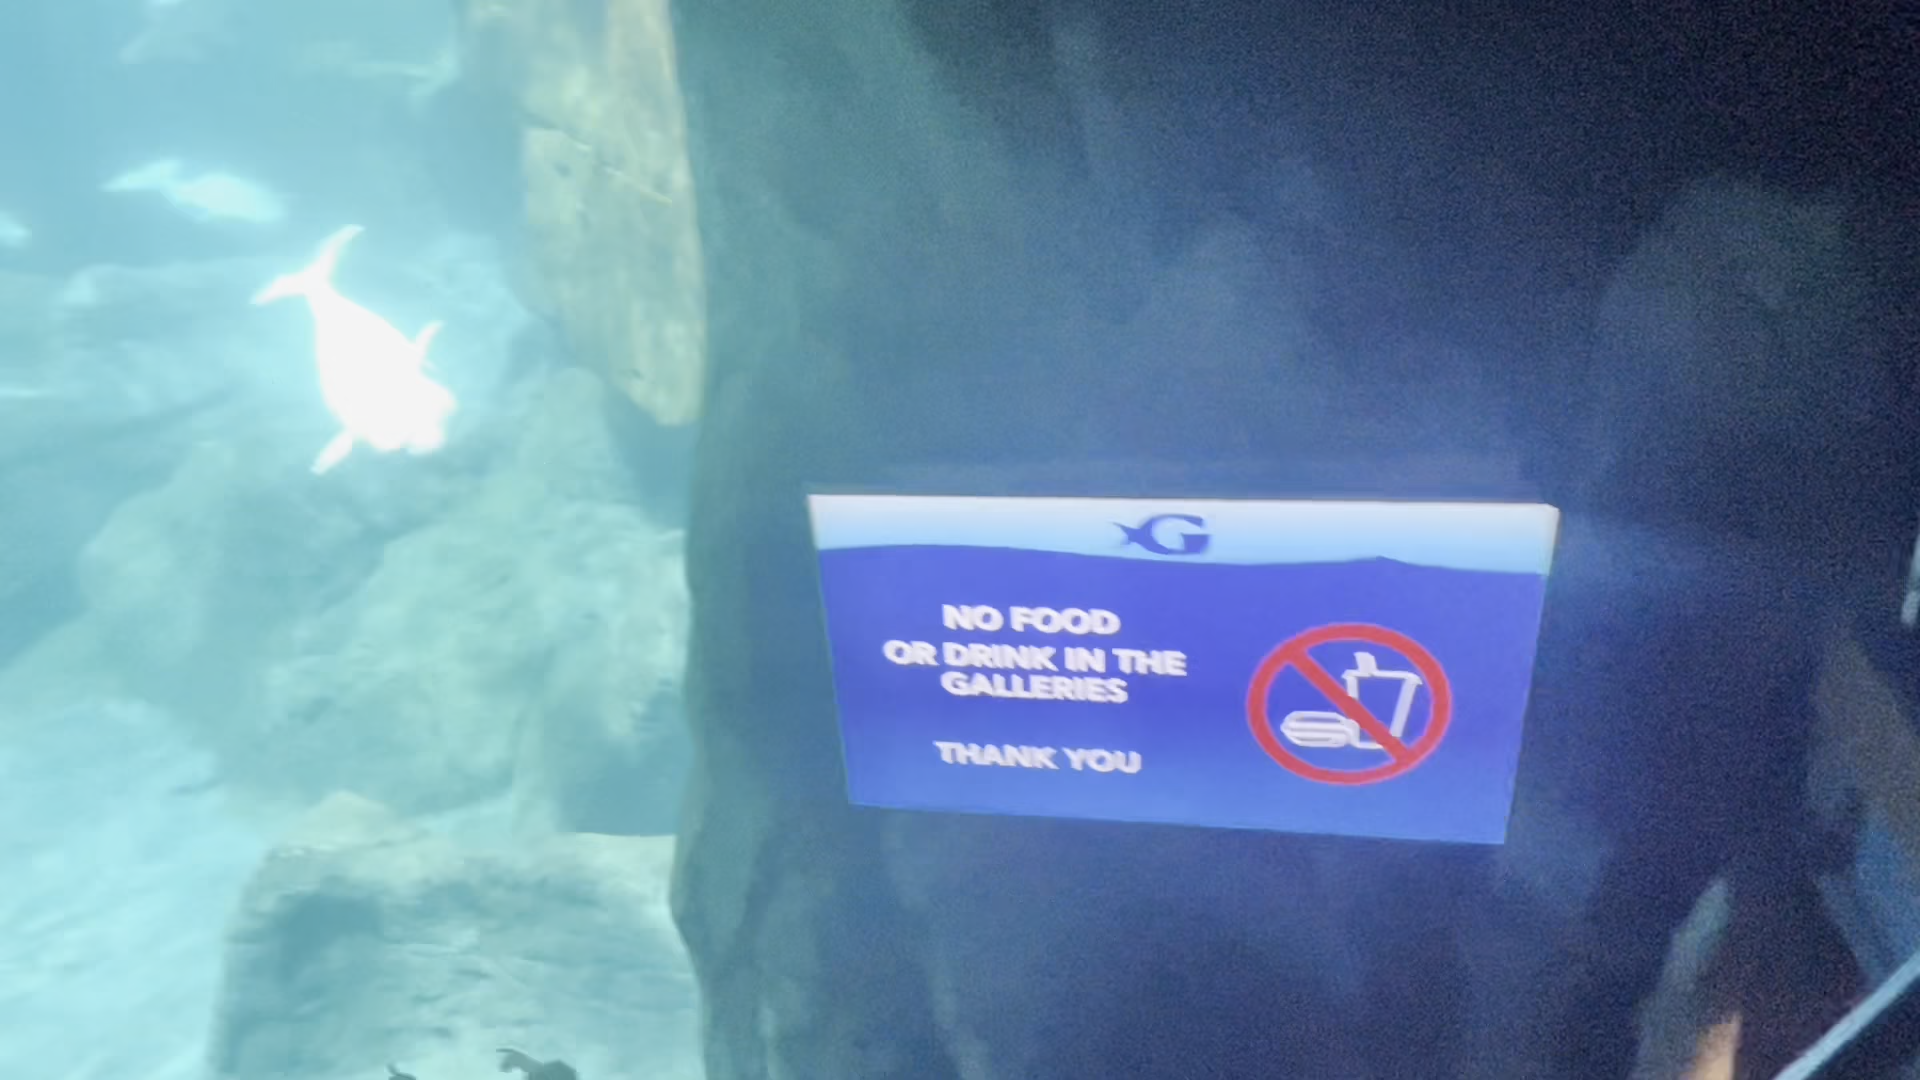 G
NO FOOD
OR DRINK IN THE
GALLERIES
THANK YOU